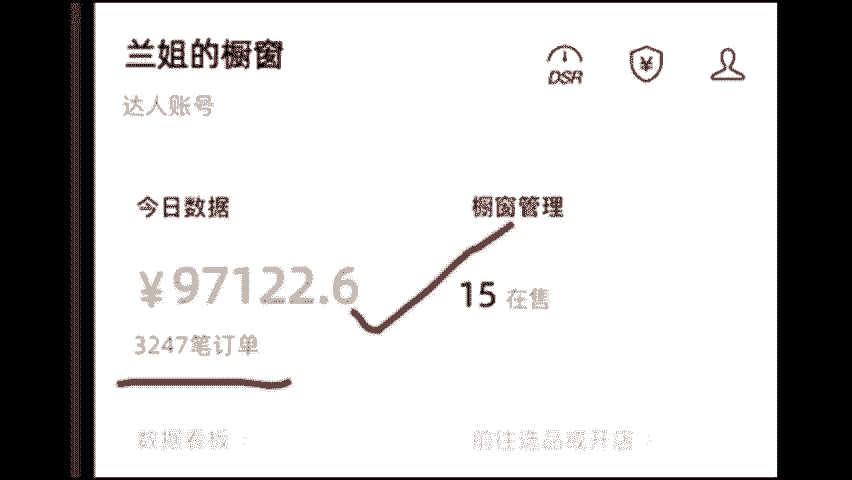 兰姐的橱窗
DSR
达人账号
今日数据
橱窗管理
¥97122.6
15 在售
3247笔订单
数据看板 >
前往选品或开店 >